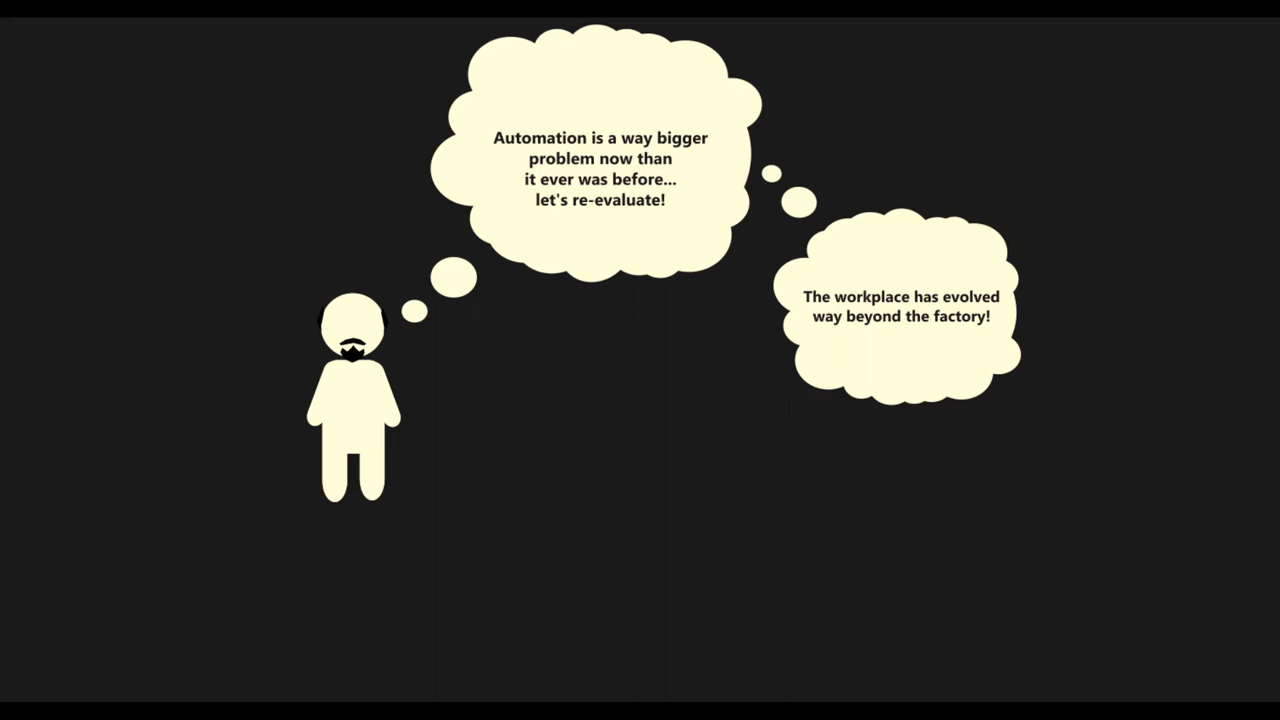 Automation is a way bigger
problem now than
it ever was before...
let's re-evaluate!
The workplace has evolved
way beyond the factory!